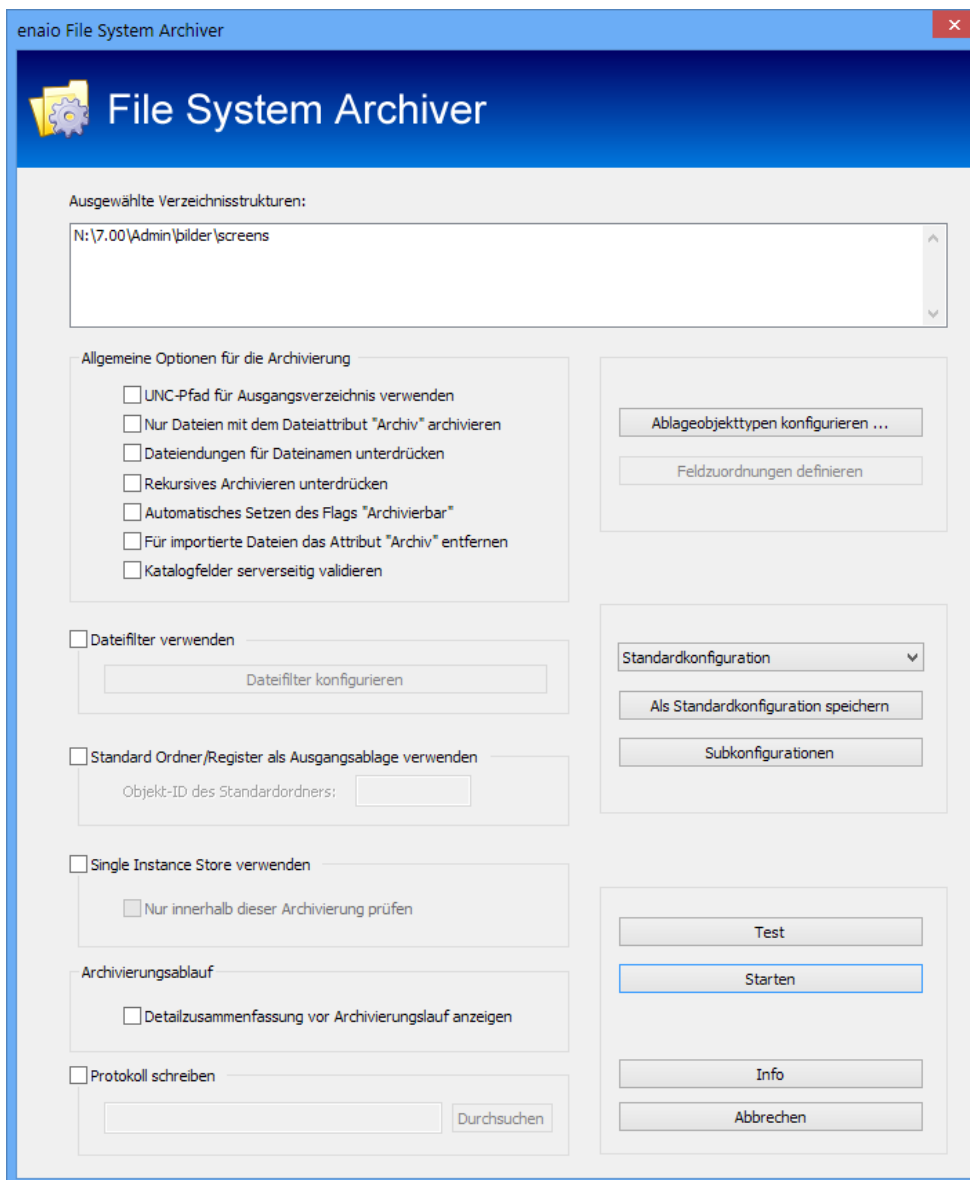 enaio File System Archiver
File System Archiver
Ausgewählte Verzeichnisstrukturen:
N:\7.00\Admin\bilder\screens
Allgemeine Optionen für die Archivierung
UNC-Pfad für Ausgangsverzeichnis verwenden
Nur Dateien mit dem Dateiattribut "Archiv" archivieren
Dateiendungen für Dateinamen unterdrücken
Rekursives Archivieren unterdrücken
Automatisches Setzen des Flags "Archivierbar"
Für importierte Dateien das Attribut "Archiv" entfernen
Katalogfelder serverseitig validieren
Ablageobjekttypen konfigurieren ...
Feldzuordnungen definieren
Dateifilter verwenden
Dateifilter konfigurieren
Standardkonfiguration
Als Standardkonfiguration speichern
Subkonfigurationen
Standard Ordner/Register als Ausgangsablage verwenden
Objekt-ID des Standardordners:
Single Instance Store verwenden
Nur innerhalb dieser Archivierung prüfen
Archivierungsablauf
Detailzusammenfassung vor Archivierungslauf anzeigen
Protokoll schreiben
Durchsuchen
Test
Starten
Info
Abbrechen